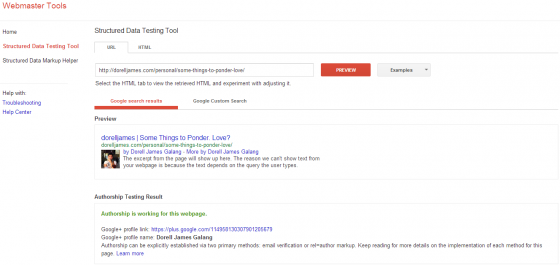 Webmaster Tools
Home
Structured Data Testing Tool
Structured Data Markup Helper
Help with:
Troubleshooting
Help Center
Structured Data Testing Tool
URL
HTML
http://dorelljames.com/personal/some-things-to-ponder-love/
PREVIEW
Examples
Select the HTML tab to view the retrieved HTML and experiment with adjusting it.
Google search results
Google Custom Search
Preview
dorelljames | Some Things to Ponder. Love?
dorelljames.com/personal/some-things-to-ponder-love/
by Dorell James Galang - More by Dorell James Galang
The excerpt from the page will show up here. The reason we can't show text from
your webpage is because the text depends on the query the user types.
Authorship Testing Result
Authorship is working for this webpage.
Google+ profile link: https://plus.google.com/114958130307901205679
Google+ profile name: Dorell James Galang
Authorship can be explicitly established via two primary methods: email verification or rel=author markup. Keep reading for more details on the implementation of each method for
this page. Learn more